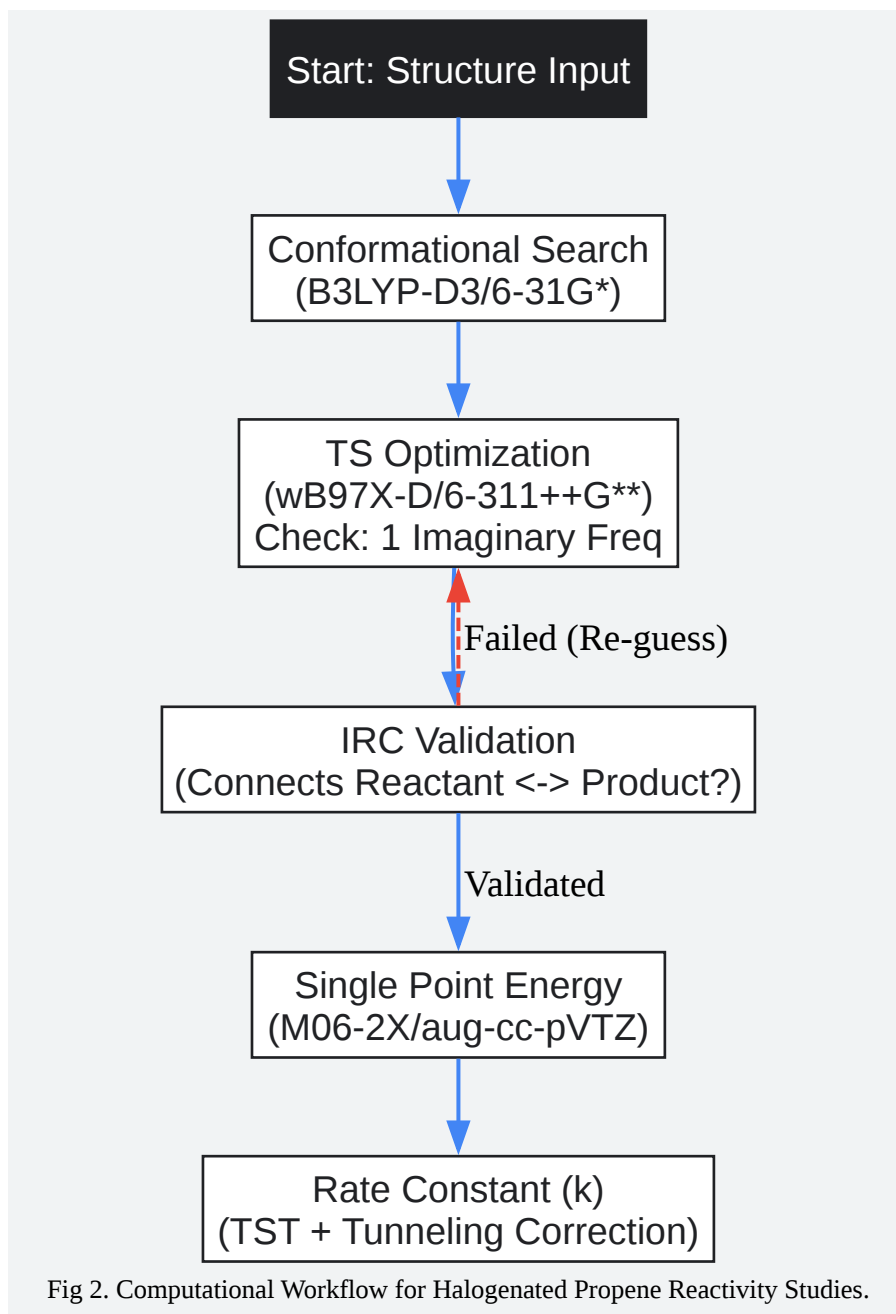 Start: Structure Input
Conformational Search
(B3LYP-D3/6-31G*)
TS Optimization
(wB97X-D/6-311++G**)
Check: 1 Imaginary Freq
Failed (Re-guess)
IRC Validation
(Connects Reactant <-> Product?)
Validated
Single Point Energy
(M06-2X/aug-cc-pVTZ)
Rate Constant (k)
(TST + Tunneling Correction)
Fig 2. Computational Workflow for Halogenated Propene Reactivity Studies.